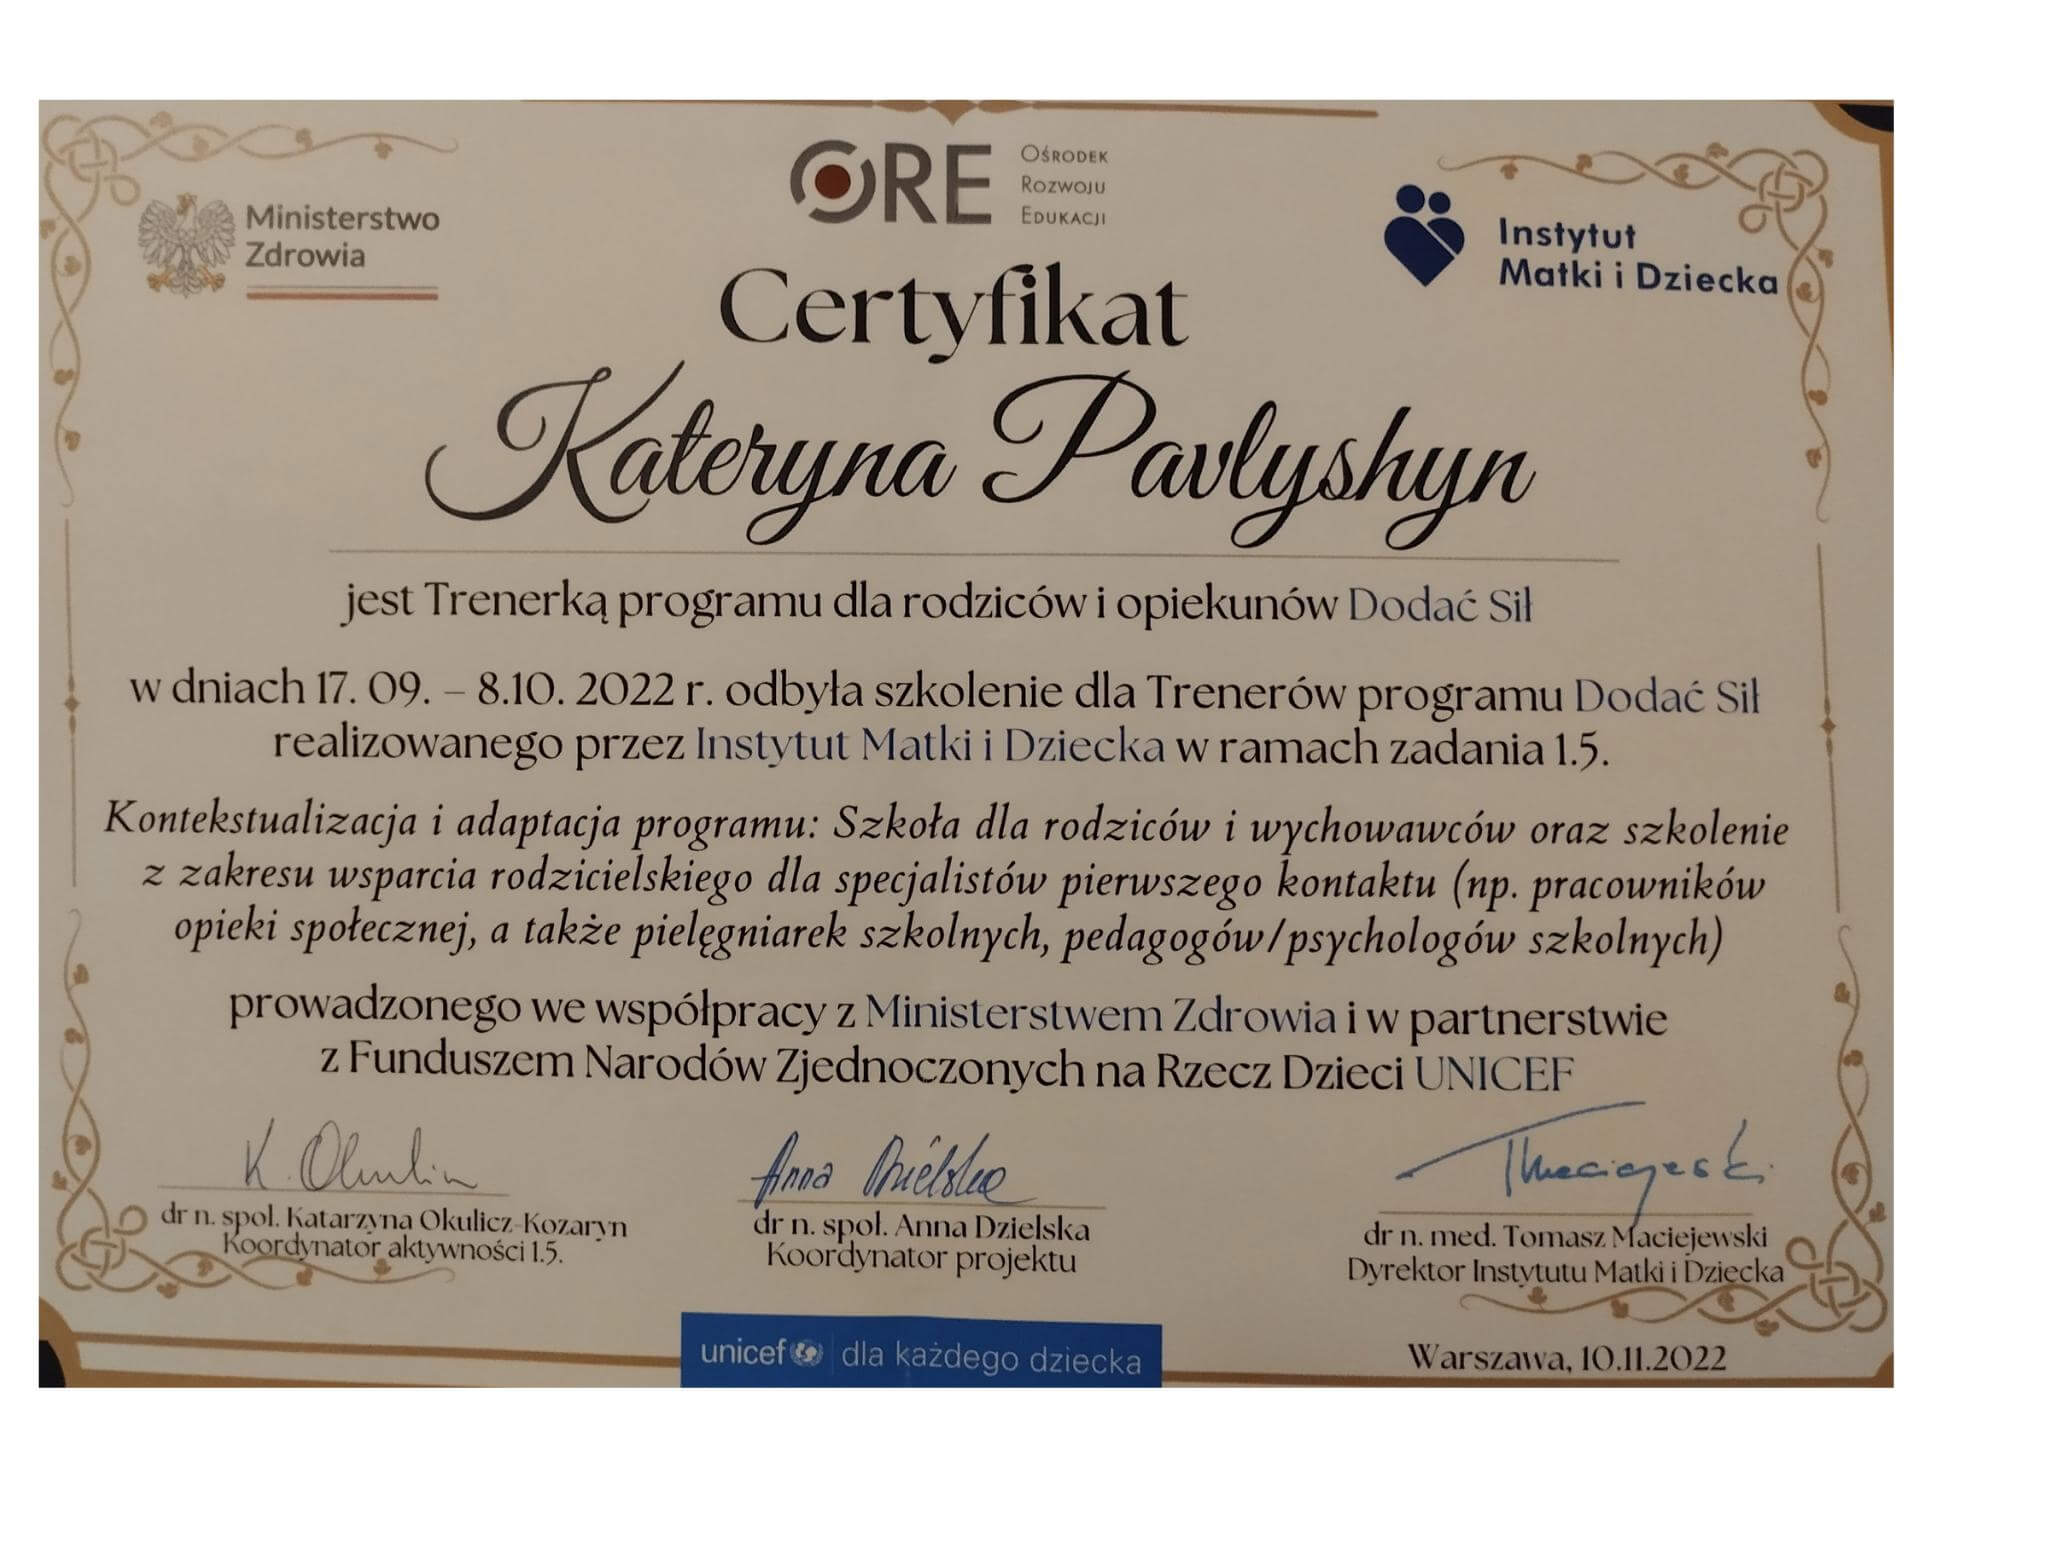 Ministerstwo
Zdrowia
ORE
Ośrodek
Rozwoju
Edukacji
Instytut
Matki i Dziecka
Certyfikat
Kateryna Pavlyshyn
jest Trenerką programu dla rodziców i opiekunów Dodać Sił
w dniach 17. 09. – 8.10. 2022 r. odbyła szkolenie dla Trenerów programu Dodać Sił
realizowanego przez Instytut Matki i Dziecka w ramach zadania 1.5.
Kontekstualizacja i adaptacja programu: Szkoła dla rodziców i wychowawców oraz szkolenie
z zakresu wsparcia rodzicielskiego dla specjalistów pierwszego kontaktu (np. pracowników
opieki społecznej, a także pielęgniarek szkolnych, pedagogów/psychologów szkolnych)
prowadzonego we współpracy z Ministerstwem Zdrowia i w partnerstwie
z Funduszem Narodów Zjednoczonych na Rzecz Dzieci UNICEF
Anna Dzielska
dr n. spol. Katarzyna Okulicz-Kozaryn
Koordynator aktywności 1.5.
dr n. spol. Anna Dzielska
Koordynator projektu
dr n. med. Tomasz Maciejewski
Dyrektor Instytutu Matki i Dziecka
unicef dla każdego dziecka
Warszawa, 10.11.2022